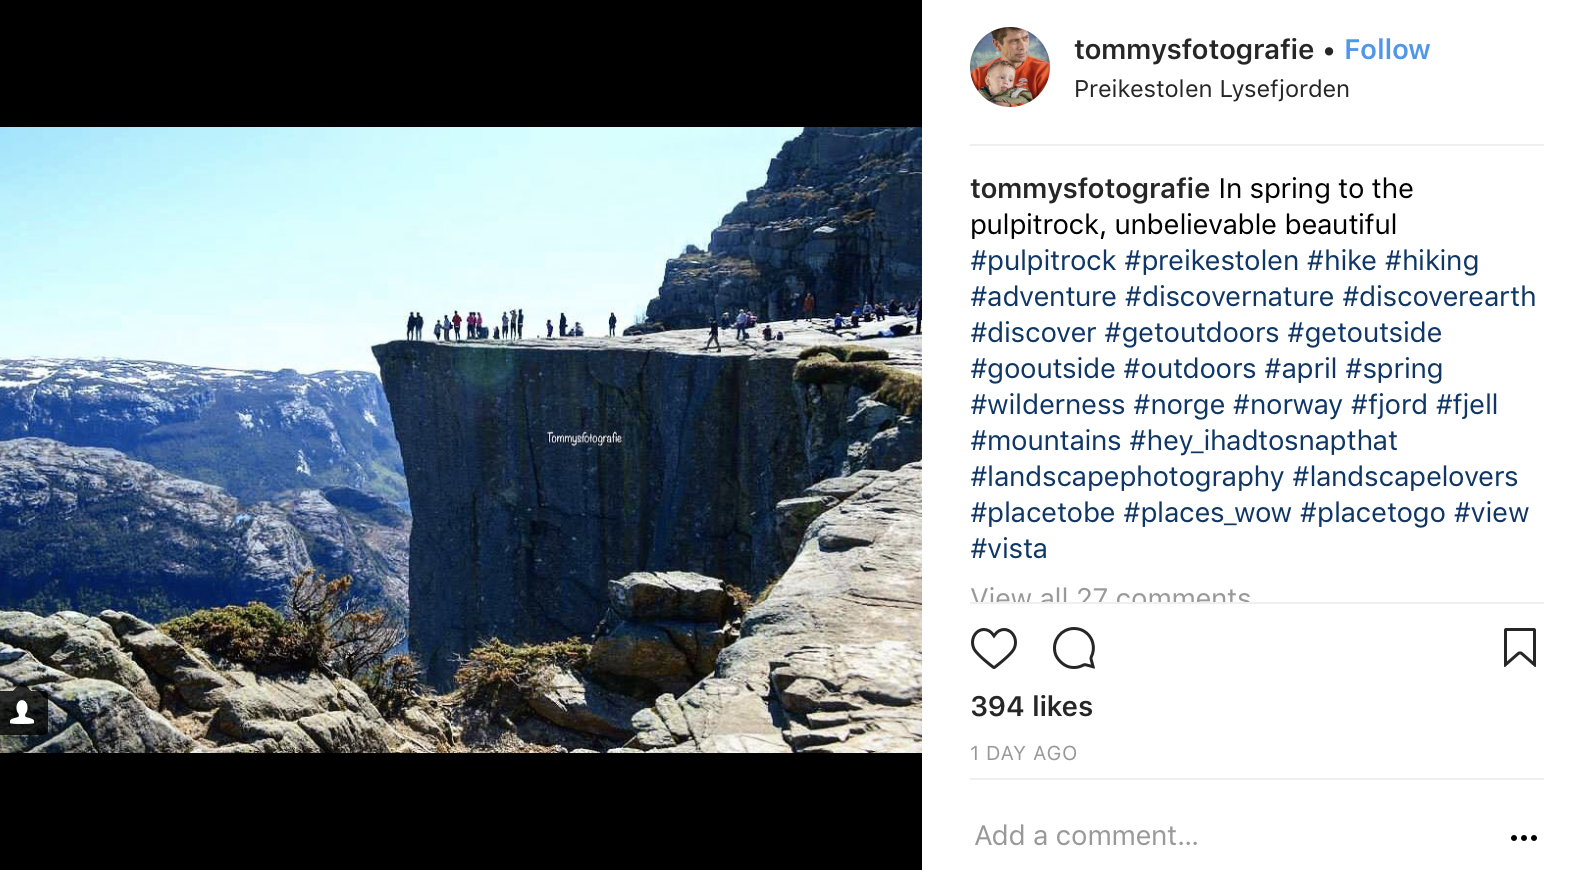 Tommysfotografie
tommysfotografie • Follow
Preikestolen Lysefjorden
tommysfotografie In spring to the
pulpitrock, unbelievable beautiful
#pulpitrock #preikestolen #hike #hiking
#adventure #discovernature #discoverearth
#discover #getoutdoors #getoutside
#gooutside #outdoors #april #spring
#wilderness #norge #norway #fjord #fjell
#mountains #hey_ihadtosnapthat
#landscapephotography #landscapelovers
#placetobe #places_wow #placetogo #view
#vista
View all 27 comments
394 likes
1 DAY AGO
Add a comment...